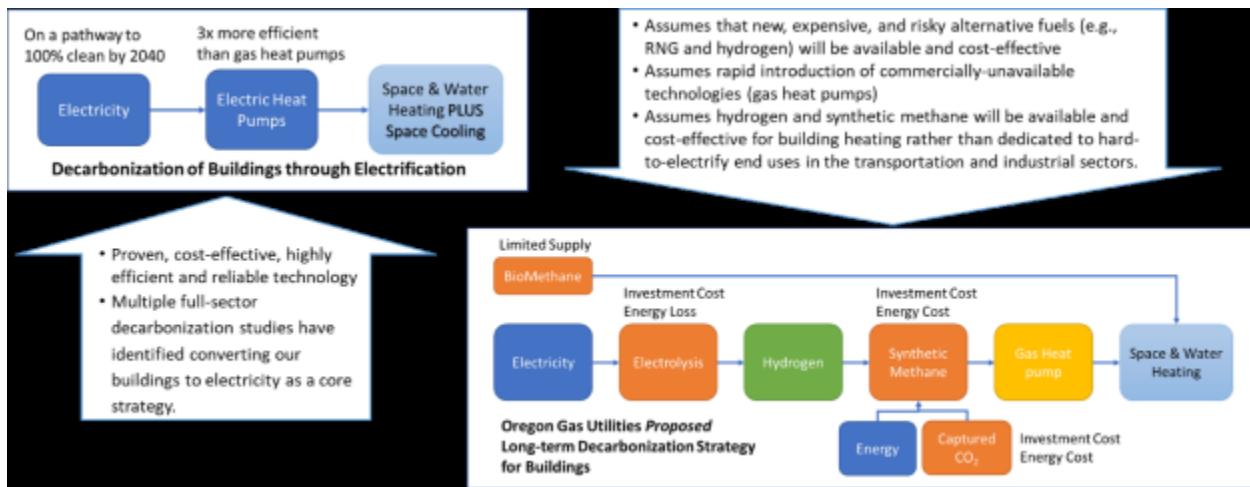 On a pathway to
100% clean by 2040
3x more efficient
than gas heat pumps
Electricity
Electric Heat
Pumps
Space & Water
Heating PLUS
Space Cooling
Decarbonization of Buildings through Electrification
• Proven, cost-effective, highly
efficient and reliable technology
• Multiple full-sector
decarbonization studies have
identified converting our
buildings to electricity as a core
strategy.
• Assumes that new, expensive, and risky alternative fuels (e.g.,
RNG and hydrogen) will be available and cost-effective
• Assumes rapid introduction of commercially-unavailable
technologies (gas heat pumps)
• Assumes hydrogen and synthetic methane will be available and
cost-effective for building heating rather than dedicated to hard-
to-electrify end uses in the transportation and industrial sectors.
Limited Supply
BioMethane
Investment Cost
Energy Loss
Investment Cost
Energy Cost
Electricity
Electrolysis
Hydrogen
Synthetic
Methane
Gas Heat
pump
Space & Water
Heating
Oregon Gas Utilities Proposed
Long-term Decarbonization Strategy
for Buildings
Energy
Captured
CO₂
Investment Cost
Energy Cost